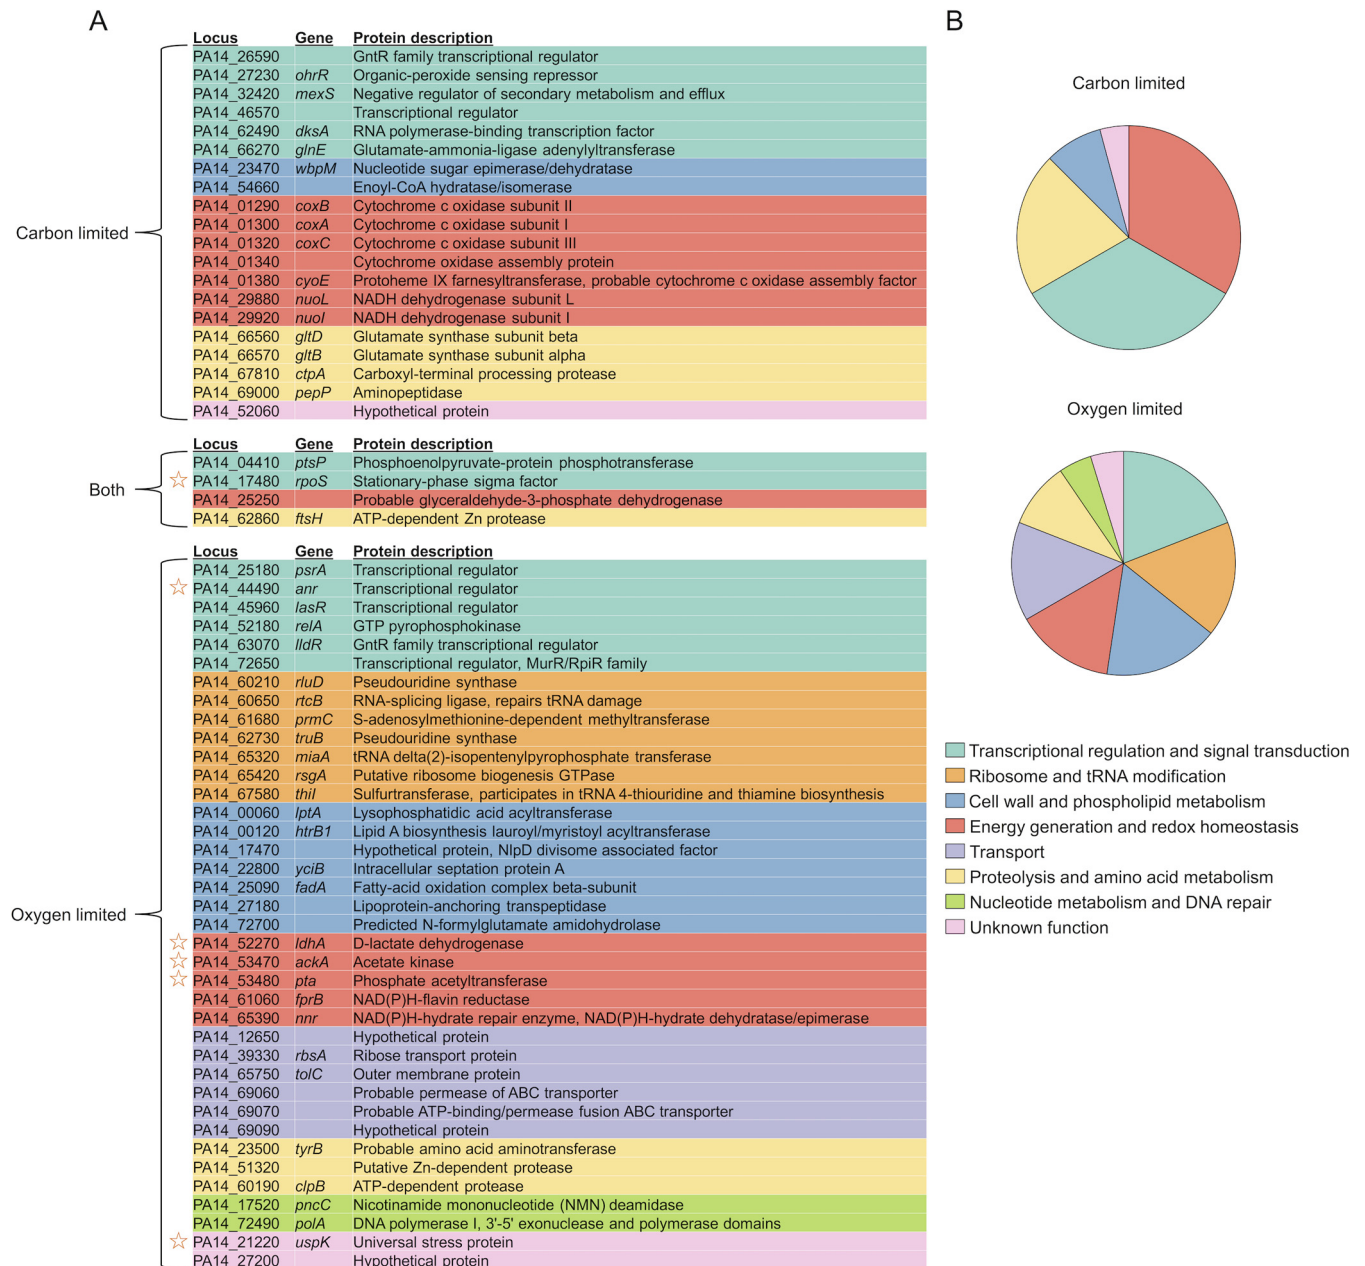 A
Locus Gene Protein description
PA14_26590 GntR family transcriptional regulator
PA14_27230 ohrR Organic-peroxide sensing repressor
PA14_32420 mexS Negative regulator of secondary metabolism and efflux
PA14_46570 Transcriptional regulator
PA14_62490 dksA RNA polymerase-binding transcription factor
PA14_66270 glnE Glutamate-ammonia-ligase adenylyltransferase
PA14_23470 wbpM Nucleotide sugar epimerase/dehydratase
PA14_54660 Enoyl-CoA hydratase/isomerase
PA14_01290 coxB Cytochrome c oxidase subunit II
PA14_01300 coxA Cytochrome c oxidase subunit I
Carbon limited
PA14_01320 coxC Cytochrome c oxidase subunit III
PA14_01340 Cytochrome oxidase assembly protein
PA14_01380 cyoE Protoheme IX farnesyltransferase, probable cytochrome c oxidase assembly factor
PA14_29880 nuoL NADH dehydrogenase subunit L
PA14_29920 nuoI NADH dehydrogenase subunit I
PA14_66560 gltD Glutamate synthase subunit beta
PA14_66570 gltB Glutamate synthase subunit alpha
PA14_67810 ctpA Carboxyl-terminal processing protease
PA14_69000 pepP Aminopeptidase
PA14_52060 Hypothetical protein
Locus Gene Protein description
PA14_04410 ptsP Phosphoenolpyruvate-protein phosphotransferase
PA14_17480 rpoS Stationary-phase sigma factor
Both
PA14_25250 Probable glyceraldehyde-3-phosphate dehydrogenase
PA14_62860 ftsH ATP-dependent Zn protease
Locus Gene Protein description
PA14_25180 psrA Transcriptional regulator
PA14_44490 anr Transcriptional regulator
PA14_45960 lasR Transcriptional regulator
PA14_52180 relA GTP pyrophosphokinase
PA14_63070 lldR GntR family transcriptional regulator
PA14_72650 Transcriptional regulator, MurR/RpiR family
PA14_60210 rluD Pseudouridine synthase
PA14_60650 rtcB RNA-splicing ligase, repairs tRNA damage
PA14_61680 prmC S-adenosylmethionine-dependent methyltransferase
PA14_62730 truB Pseudouridine synthase
PA14_65320 miaA tRNA delta(2)-isopentenylpyrophosphate transferase
PA14_65420 rsgA Putative ribosome biogenesis GTPase
PA14_67580 thiI Sulfurtransferase, participates in tRNA 4-thiouridine and thiamine biosynthesis
PA14_00060 lptA Lysophosphatidic acid acyltransferase
PA14_00120 htrB1 Lipid A biosynthesis lauroyl/myristoyl acyltransferase
PA14_17470 Hypothetical protein, NlpD divisome associated factor
PA14_22800 yciB Intracellular septation protein A
PA14_25090 fadA Fatty-acid oxidation complex beta-subunit
PA14_27180 Lipoprotein-anchoring transpeptidase
Oxygen limited
PA14_72700 Predicted N-formylglutamate amidohydrolase
PA14_52270 ldhA D-lactate dehydrogenase
PA14_53470 ackA Acetate kinase
PA14_53480 pta Phosphate acetyltransferase
PA14_61060 fprB NAD(P)H-flavin reductase
PA14_65390 nnr NAD(P)H-hydrate repair enzyme, NAD(P)H-hydrate dehydratase/epimerase
PA14_12650 Hypothetical protein
PA14_39330 rbsA Ribose transport protein
PA14_65750 tolC Outer membrane protein
PA14_69060 Probable permease of ABC transporter
PA14_69070 Probable ATP-binding/permease fusion ABC transporter
PA14_69090 Hypothetical protein
PA14_23500 tyrB Probable amino acid aminotransferase
PA14_51320 Putative Zn-dependent protease
PA14_60190 clpB ATP-dependent protease
PA14_17520 pncC Nicotinamide mononucleotide (NMN) deamidase
PA14_72490 polA DNA polymerase I, 3'-5' exonuclease and polymerase domains
PA14_21220 uspK Universal stress protein
PA14_27200 Hypothetical protein
B
Carbon limited
Oxygen limited
Transcriptional regulation and signal transduction
Ribosome and tRNA modification
Cell wall and phospholipid metabolism
Energy generation and redox homeostasis
Transport
Proteolysis and amino acid metabolism
Nucleotide metabolism and DNA repair
Unknown function